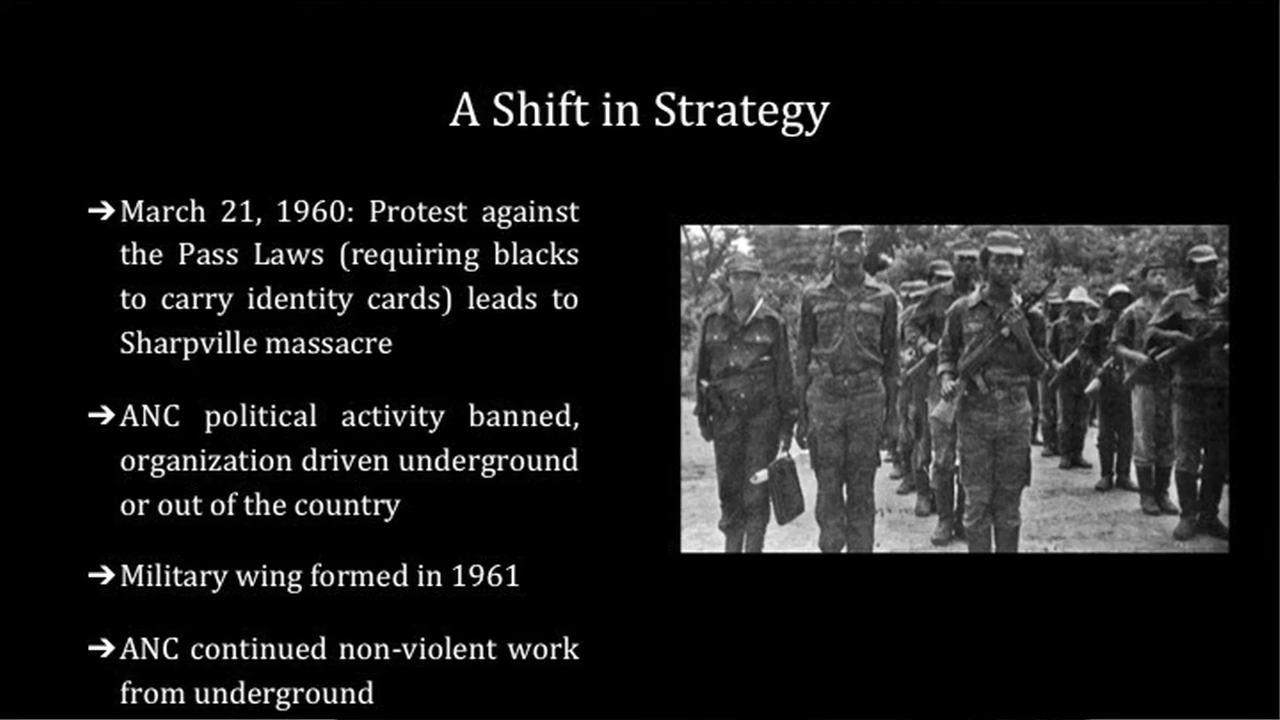 A Shift in Strategy
➔March 21, 1960: Protest against
the Pass Laws (requiring blacks
to carry identity cards) leads to
Sharpville massacre
➔ANC political activity banned,
organization driven underground
or out of the country
➔Military wing formed in 1961
➔ANC continued non-violent work
from underground